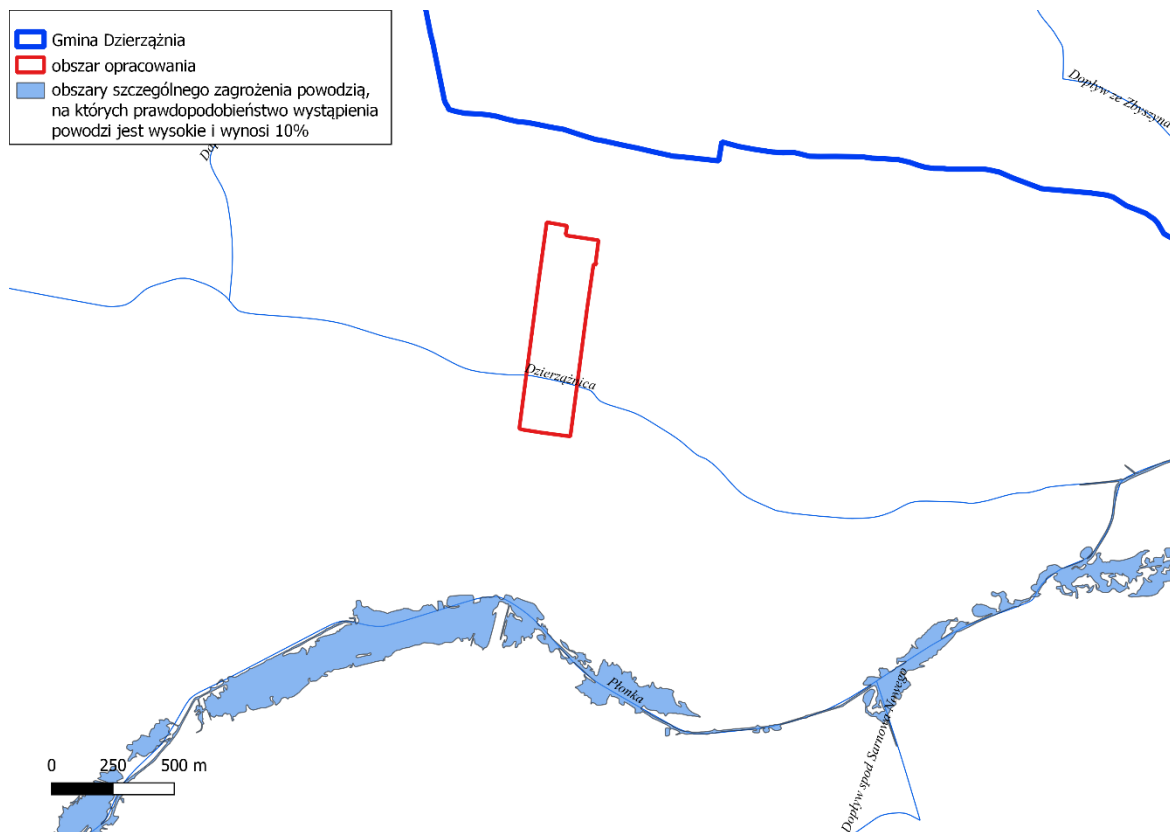 Gmina Dzierzążnia
obszar opracowania
obszary szczególnego zagrożenia powodzią,
na których prawdopodobieństwo wystąpienia
powodzi jest wysokie i wynosi 10%
Dopływ ze Zbyszyna
Dzierzążnica
Płonka
Dopływ spod Sarnowa Nowego
0 250 500 m